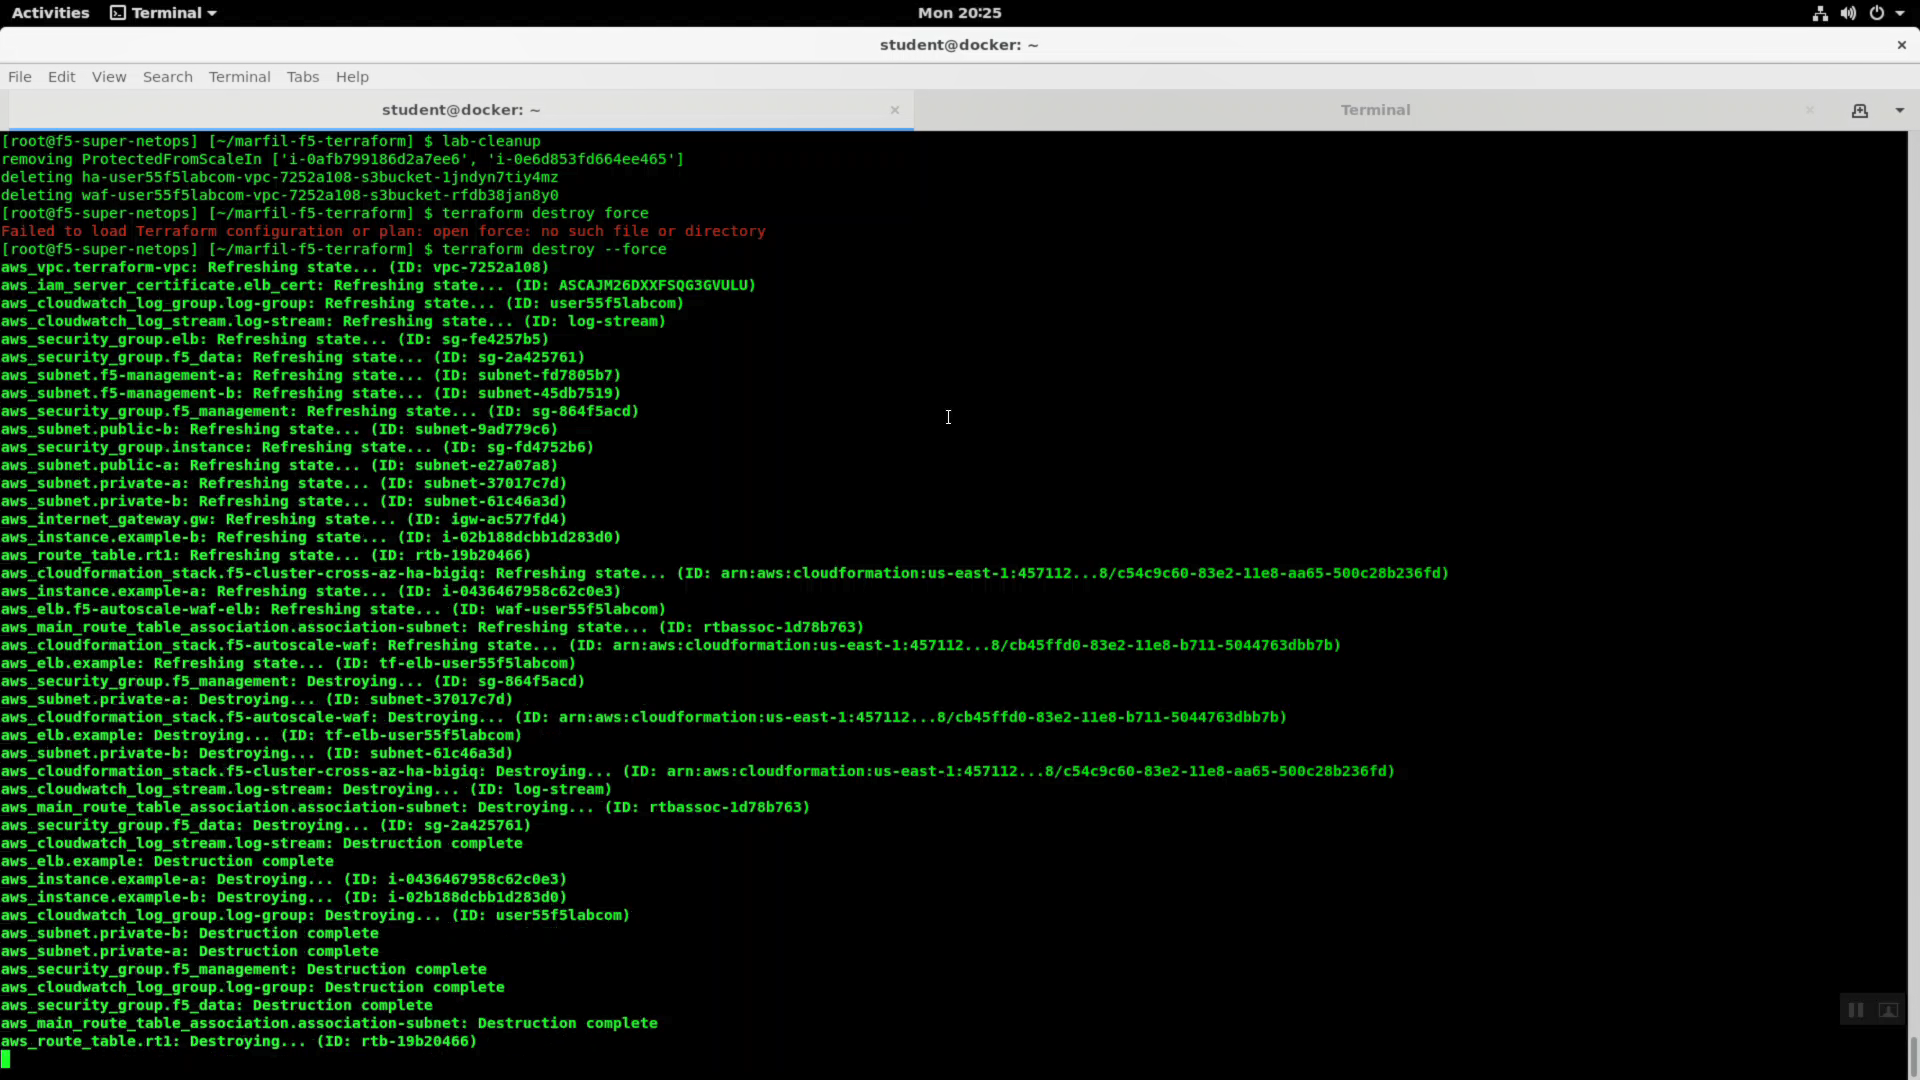 Activities Terminal Mon 20:25
student@docker: ~
File Edit View Search Terminal Tabs Help
student@docker: ~ Terminal
[root@f5-super-netops] [~/marfil-f5-terraform] $ lab-cleanup
removing ProtectedFromScaleIn ['i-0afb799186d2a7ee6', 'i-0e6d853fd664ee465']
deleting ha-user55f5labcom-vpc-7252a108-s3bucket-1jndyn7tiy4mz
deleting waf-user55f5labcom-vpc-7252a108-s3bucket-rfdb38jan8y0
[root@f5-super-netops] [~/marfil-f5-terraform] $ terraform destroy force
Failed to load Terraform configuration or plan: open force: no such file or directory
[root@f5-super-netops] [~/marfil-f5-terraform] $ terraform destroy --force
aws_vpc.terraform-vpc: Refreshing state... (ID: vpc-7252a108)
aws_iam_server_certificate.elb_cert: Refreshing state... (ID: ASCAJM26DXXFSQG3GVULU)
aws_cloudwatch_log_group.log-group: Refreshing state... (ID: user55f5labcom)
aws_cloudwatch_log_stream.log-stream: Refreshing state... (ID: log-stream)
aws_security_group.elb: Refreshing state... (ID: sg-fe4257b5)
aws_security_group.f5_data: Refreshing state... (ID: sg-2a425761)
aws_subnet.f5-management-a: Refreshing state... (ID: subnet-fd7805b7)
aws_subnet.f5-management-b: Refreshing state... (ID: subnet-45db7519)
aws_security_group.f5_management: Refreshing state... (ID: sg-864f5acd)
aws_subnet.public-b: Refreshing state... (ID: subnet-9ad779c6)
aws_security_group.instance: Refreshing state... (ID: sg-fd4752b6)
aws_subnet.public-a: Refreshing state... (ID: subnet-e27a07a8)
aws_subnet.private-a: Refreshing state... (ID: subnet-37017c7d)
aws_subnet.private-b: Refreshing state... (ID: subnet-61c46a3d)
aws_internet_gateway.gw: Refreshing state... (ID: igw-ac577fd4)
aws_instance.example-b: Refreshing state... (ID: i-02b188dcbb1d283d0)
aws_route_table.rt1: Refreshing state... (ID: rtb-19b20466)
aws_cloudformation_stack.f5-cluster-cross-az-ha-bigiq: Refreshing state... (ID: arn:aws:cloudformation:us-east-1:457112...8/c54c9c60-83e2-11e8-aa65-500c28b236fd)
aws_instance.example-a: Refreshing state... (ID: i-0436467958c62c0e3)
aws_elb.f5-autoscale-waf-elb: Refreshing state... (ID: waf-user55f5labcom)
aws_main_route_table_association.association-subnet: Refreshing state... (ID: rtbassoc-1d78b763)
aws_cloudformation_stack.f5-autoscale-waf: Refreshing state... (ID: arn:aws:cloudformation:us-east-1:457112...8/cb45ffd0-83e2-11e8-b711-5044763dbb7b)
aws_elb.example: Refreshing state... (ID: tf-elb-user55f5labcom)
aws_security_group.f5_management: Destroying... (ID: sg-864f5acd)
aws_subnet.private-a: Destroying... (ID: subnet-37017c7d)
aws_cloudformation_stack.f5-autoscale-waf: Destroying... (ID: arn:aws:cloudformation:us-east-1:457112...8/cb45ffd0-83e2-11e8-b711-5044763dbb7b)
aws_elb.example: Destroying... (ID: tf-elb-user55f5labcom)
aws_subnet.private-b: Destroying... (ID: subnet-61c46a3d)
aws_cloudformation_stack.f5-cluster-cross-az-ha-bigiq: Destroying... (ID: arn:aws:cloudformation:us-east-1:457112...8/c54c9c60-83e2-11e8-aa65-500c28b236fd)
aws_cloudwatch_log_stream.log-stream: Destroying... (ID: log-stream)
aws_main_route_table_association.association-subnet: Destroying... (ID: rtbassoc-1d78b763)
aws_security_group.f5_data: Destroying... (ID: sg-2a425761)
aws_cloudwatch_log_stream.log-stream: Destruction complete
aws_elb.example: Destruction complete
aws_instance.example-a: Destroying... (ID: i-0436467958c62c0e3)
aws_instance.example-b: Destroying... (ID: i-02b188dcbb1d283d0)
aws_cloudwatch_log_group.log-group: Destroying... (ID: user55f5labcom)
aws_subnet.private-b: Destruction complete
aws_subnet.private-a: Destruction complete
aws_security_group.f5_management: Destruction complete
aws_cloudwatch_log_group.log-group: Destruction complete
aws_security_group.f5_data: Destruction complete
aws_main_route_table_association.association-subnet: Destruction complete
aws_route_table.rt1: Destroying... (ID: rtb-19b20466)